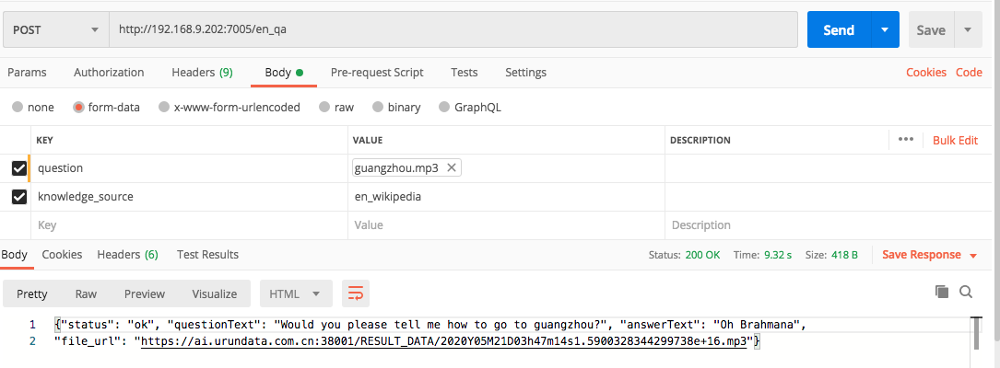 POST http://192.168.9.202:7005/en_qa Send Save
Params Authorization Headers (9) Body Pre-request Script Tests Settings Cookies Code
none form-data x-www-form-urlencoded raw binary GraphQL
KEY VALUE DESCRIPTION ••• Bulk Edit
question guangzhou.mp3 ✕
knowledge_source en_wikipedia
Key Value Description
Body Cookies Headers (6) Test Results Status: 200 OK Time: 9.32 s Size: 418 B Save Response
Pretty Raw Preview Visualize HTML
1 {"status": "ok", "questionText": "Would you please tell me how to go to guangzhou?", "answerText": "Oh Brahmana",
2 "file_url": "https://ai.urundata.com.cn:38001/RESULT_DATA/2020Y05M21D03h47m14s1.5900328344299738e+16.mp3"}